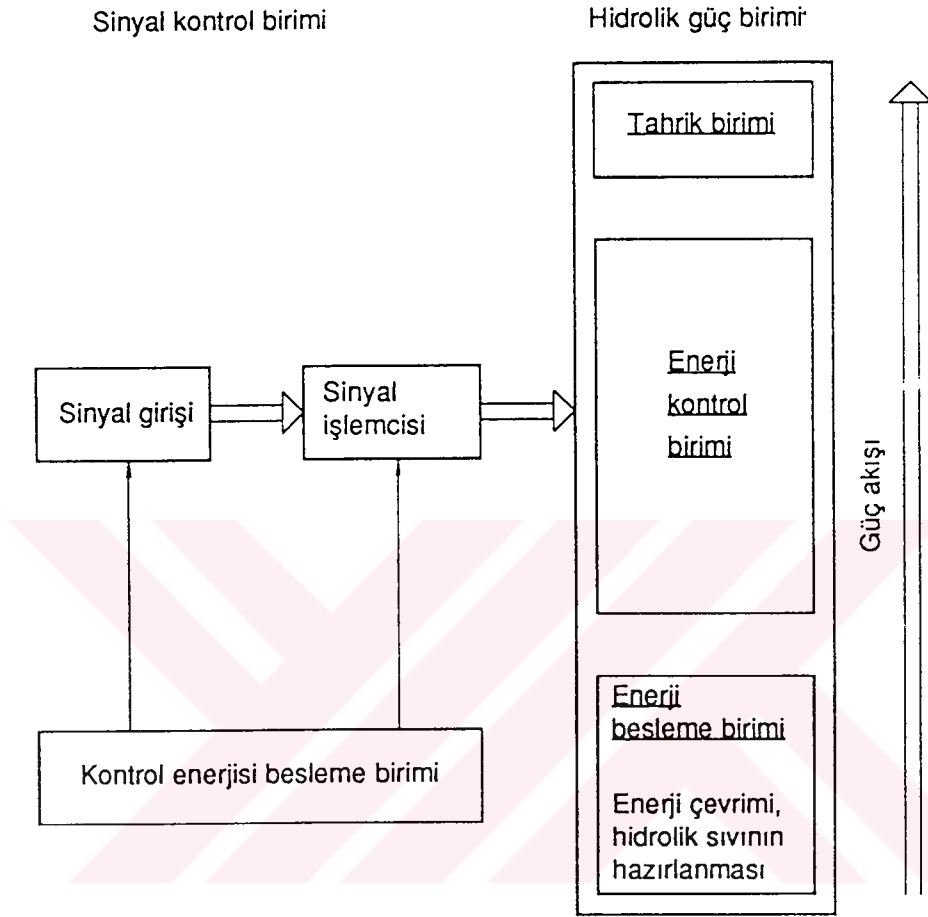 Sinyal kontrol birimi
Hidrolik güç birimi
Tahrik birimi
Enerji
kontrol
birimi
Sinyal girişi
Sinyal
işlemcisi
Güç akışı
Kontrol enerjisi besleme birimi
Enerji
besleme birimi
Enerji çevrimi,
hidrolik sıvının
hazırlanması